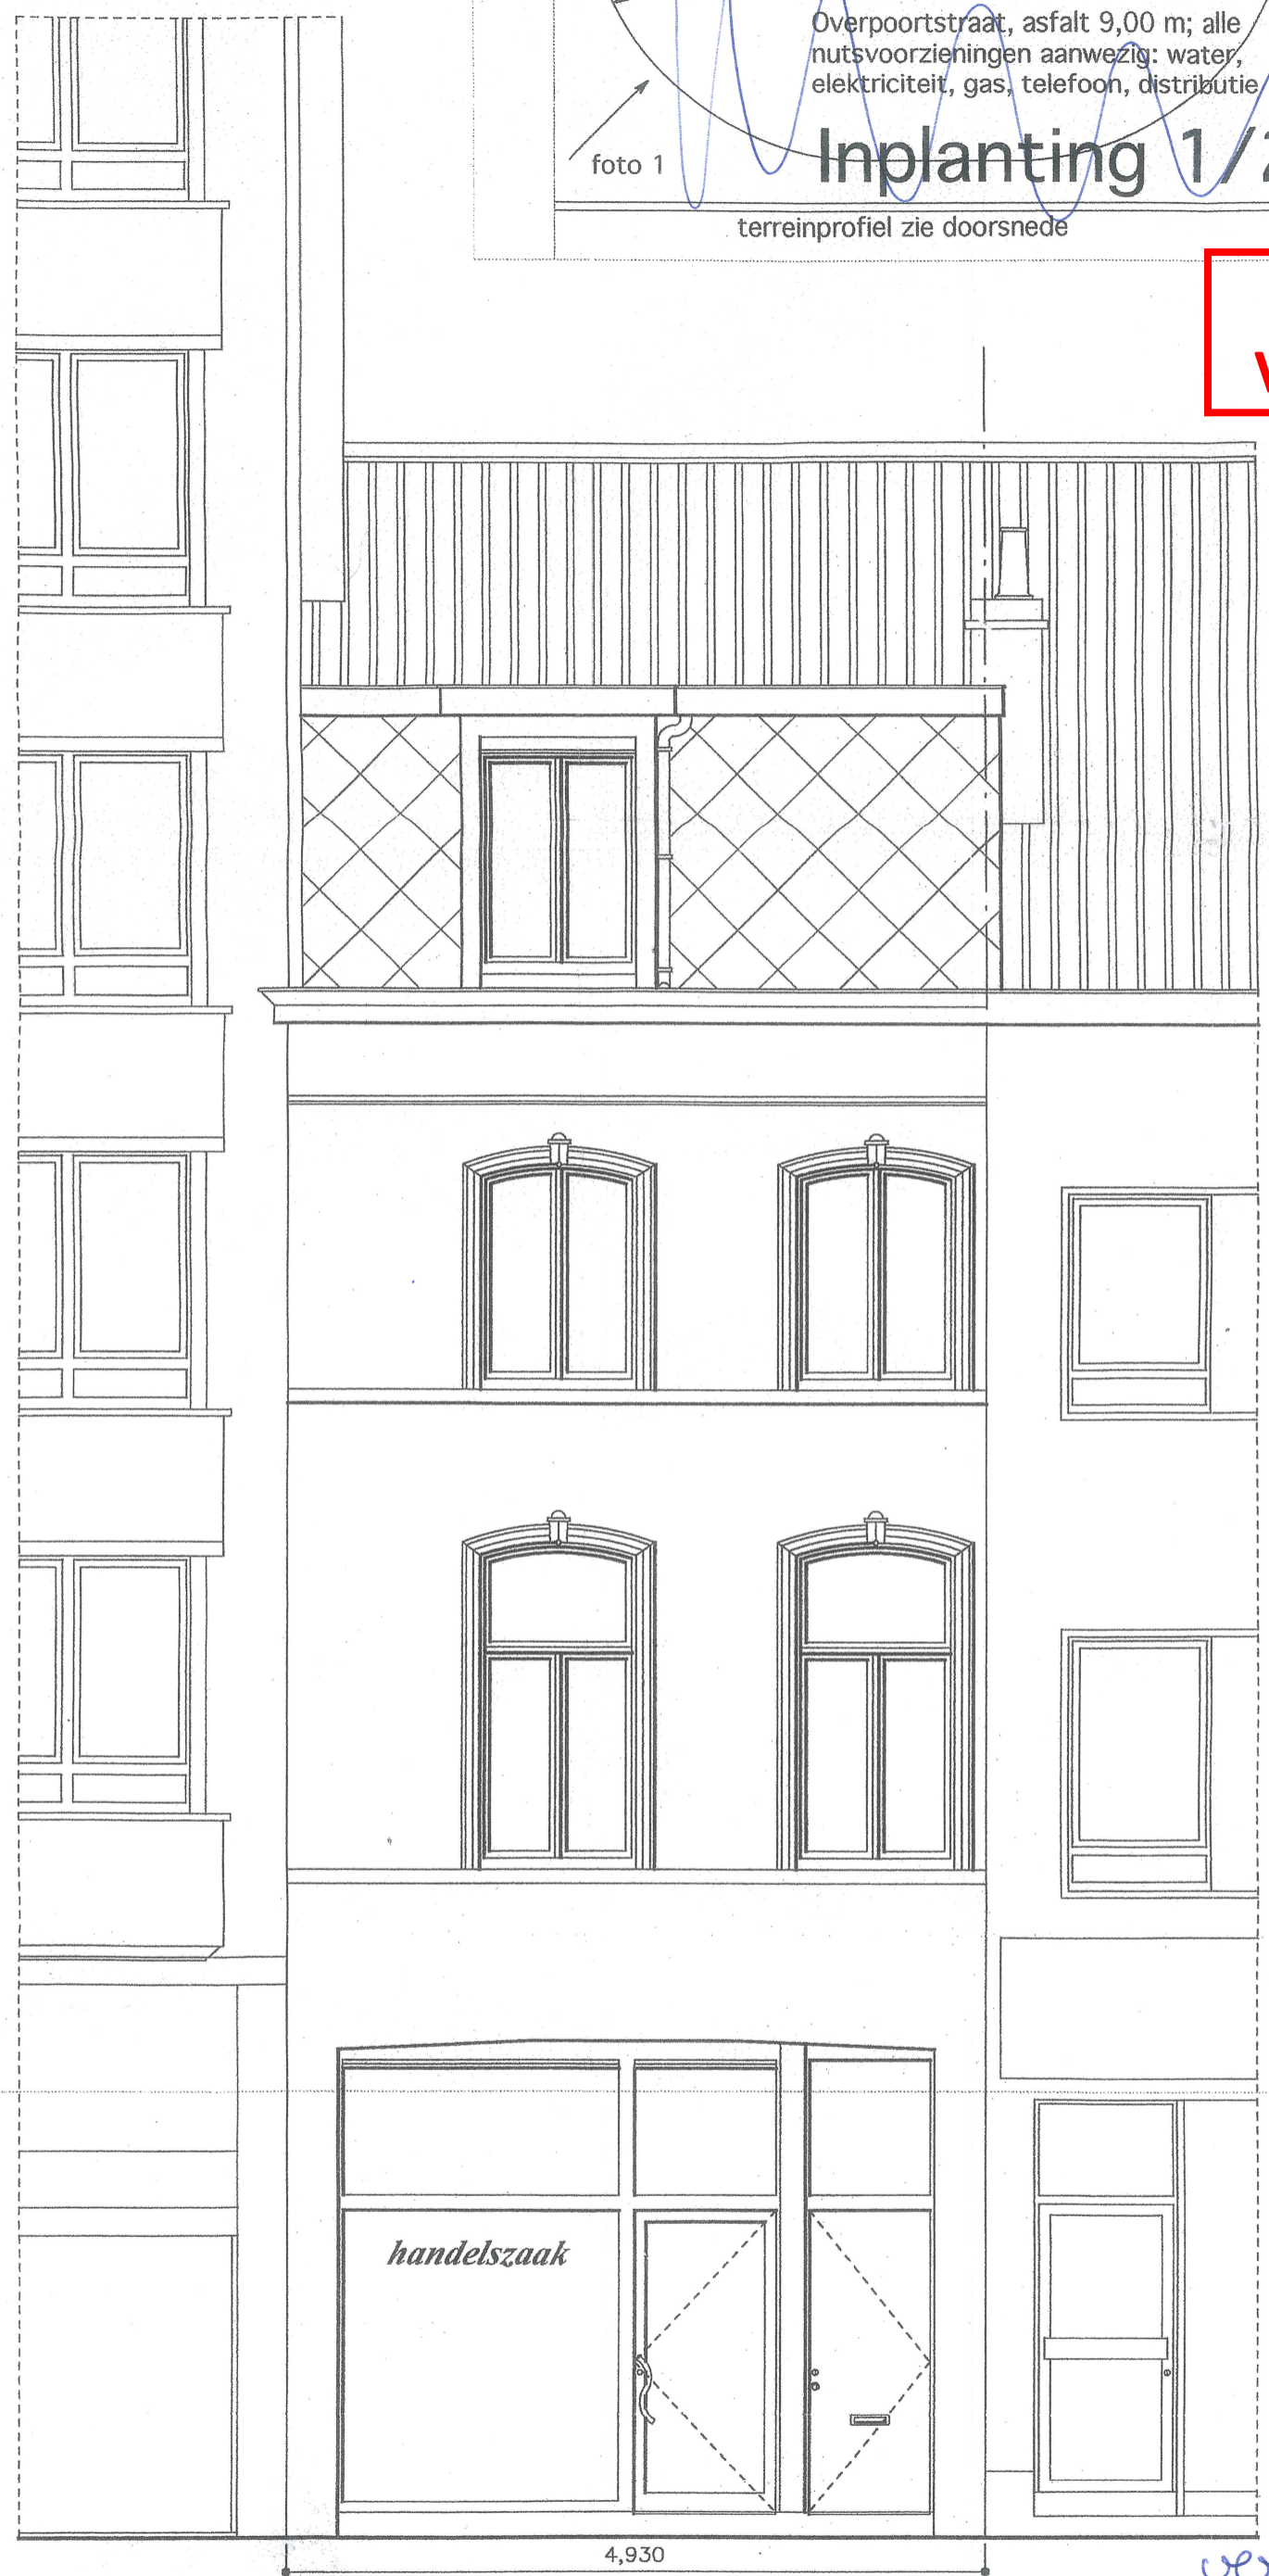 Overpoortstraat, asfalt 9,00 m; alle
nutsvoorzieningen aanwezig: water,
elektriciteit, gas, telefoon, distributie
foto 1
Inplanting 1/2
terreinprofiel zie doorsnede
handelszaak
4,930